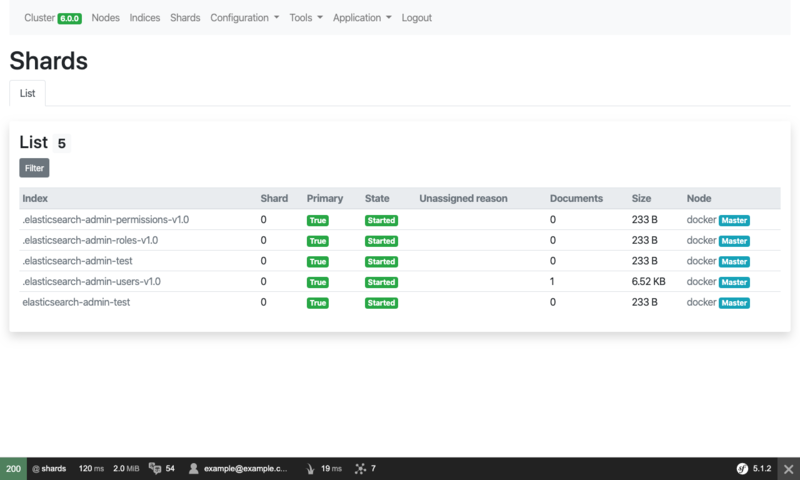 Cluster 6.0.0 Nodes Indices Shards Configuration Tools Application Logout
Shards
List
List 5
Filter
Index Shard Primary State Unassigned reason Documents Size Node
.elasticsearch-admin-permissions-v1.0 0 True Started 0 233 B docker Master
.elasticsearch-admin-roles-v1.0 0 True Started 0 233 B docker Master
.elasticsearch-admin-test 0 True Started 0 233 B docker Master
.elasticsearch-admin-users-v1.0 0 True Started 1 6.52 KB docker Master
elasticsearch-admin-test 0 True Started 0 233 B docker Master
200 @ shards 120 ms 2.0 MiB 54 example@example.c... 19 ms 7 sf 5.1.2